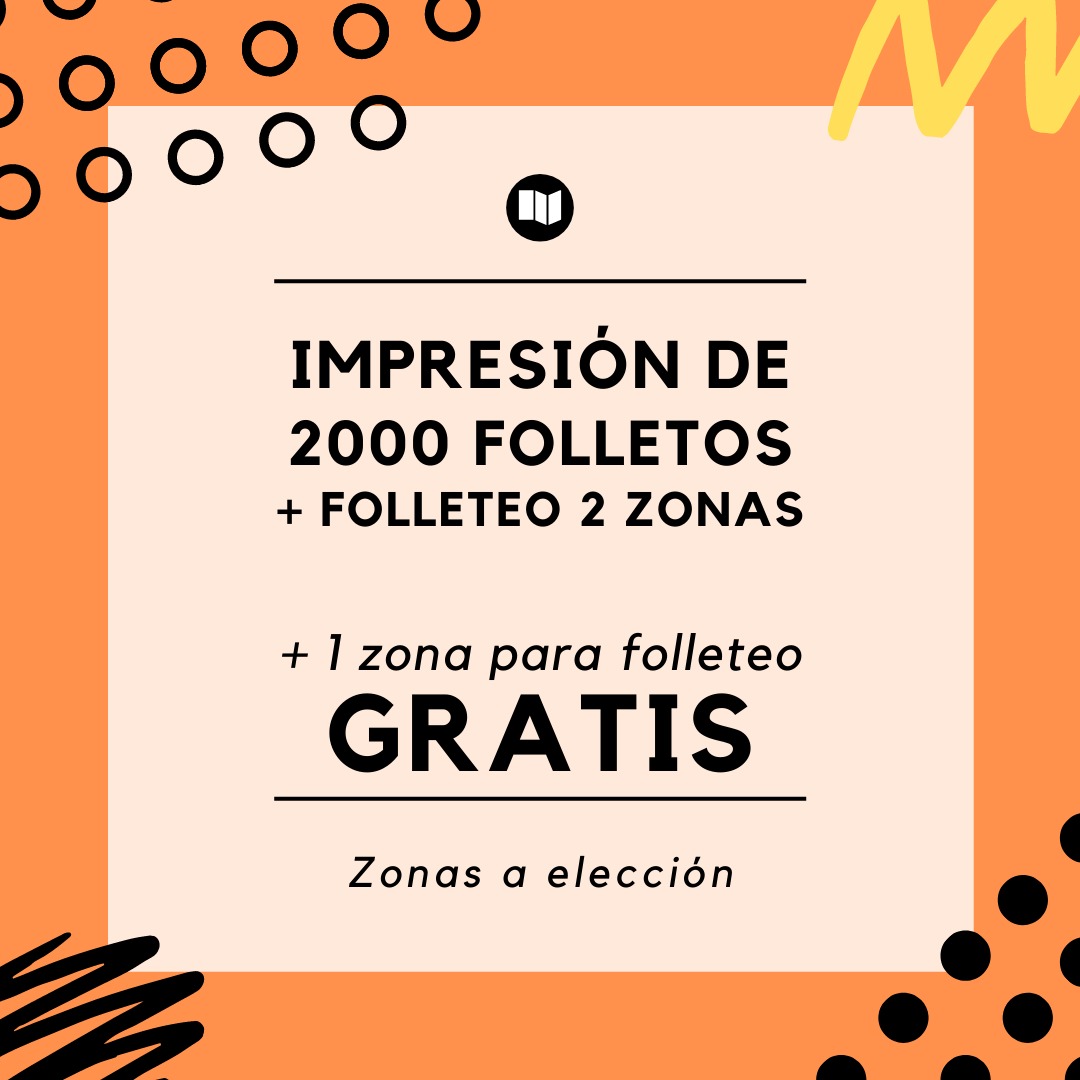 IMPRESIÓN DE
2000 FOLLETOS
+ FOLLETEO 2 ZONAS
+ 1 zona para folleteo
GRATIS
Zonas a elección